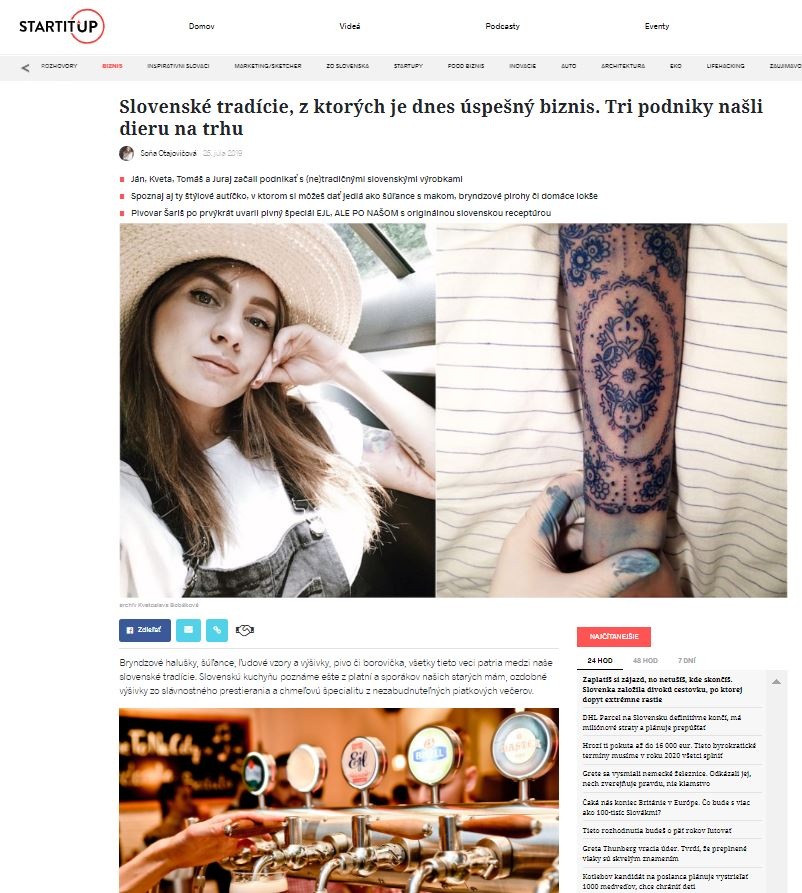 STARTITUP
Domov
Videá
Podcasty
Eventy
<
ROZHOVORY
BIZNIS
INŠPIRATÍVNI SLOVÁCI
MARKETING/SKETCHER
ZO SLOVENSKA
STARTUPY
FOOD BIZNIS
INOVÁCIE
AUTO
ARCHITEKTÚRA
EKO
LIFEHACKING
ZAUJÍMAVO
Slovenské tradície, z ktorých je dnes úspešný biznis. Tri podniky našli
dieru na trhu
Soňa Otajovičová 25. júla 2019
Ján, Kveta, Tomáš a Juraj začali podnikať s (ne)tradičnými slovenskými výrobkami
Spoznaj aj ty štýlové autíčko, v ktorom si môžeš dať jedlá ako šúľance s makom, bryndzové pirohy či domáce lokše
Pivovar Šariš po prvýkrát uvaril pivný špeciál EJL, ALE PO NAŠOM s originálnou slovenskou receptúrou
archív Kvetoslava Bobáková
Zdieľať
Bryndzové halušky, šúľance, ľudové vzory a výšivky, pivo či borovička, všetky tieto veci patria medzi naše
slovenské tradície. Slovenskú kuchyňu poznáme ešte z platní a sporákov našich starých mám, ozdobné
výšivky zo slávnostného prestierania a chmeľovú špecialitu z nezabudnuteľných piatkových večerov.
Ejl
NAJČÍTANEJŠIE
24 HOD
48 HOD
7 DNÍ
Zaplatíš si zájazd, no netušíš, kde skončíš.
Slovenka založila divokú cestovku, po ktorej
dopyt extrémne rastie
DHL Parcel na Slovensku definitívne končí, má
miliónové straty a plánuje prepúšťať
Hrozí ti pokuta až do 16 000 eur. Tieto byrokratické
termíny musíme v roku 2020 všetci splniť
Grete sa vysmiali nemecké železnice. Odkázali jej,
nech zverejňuje pravdu, nie klamstvo
Čaká nás koniec Británie v Európe. Čo bude s viac
ako 100-tisíc Slovákmi?
Tieto rozhodnutia budeš o päť rokov ľutovať
Greta Thunberg vracia úder. Tvrdí, že preplnené
vlaky sú skvelým znamením
Kotlebov kandidát na poslanca plánuje vystrieľať
1000 medveďov, chce chrániť deti